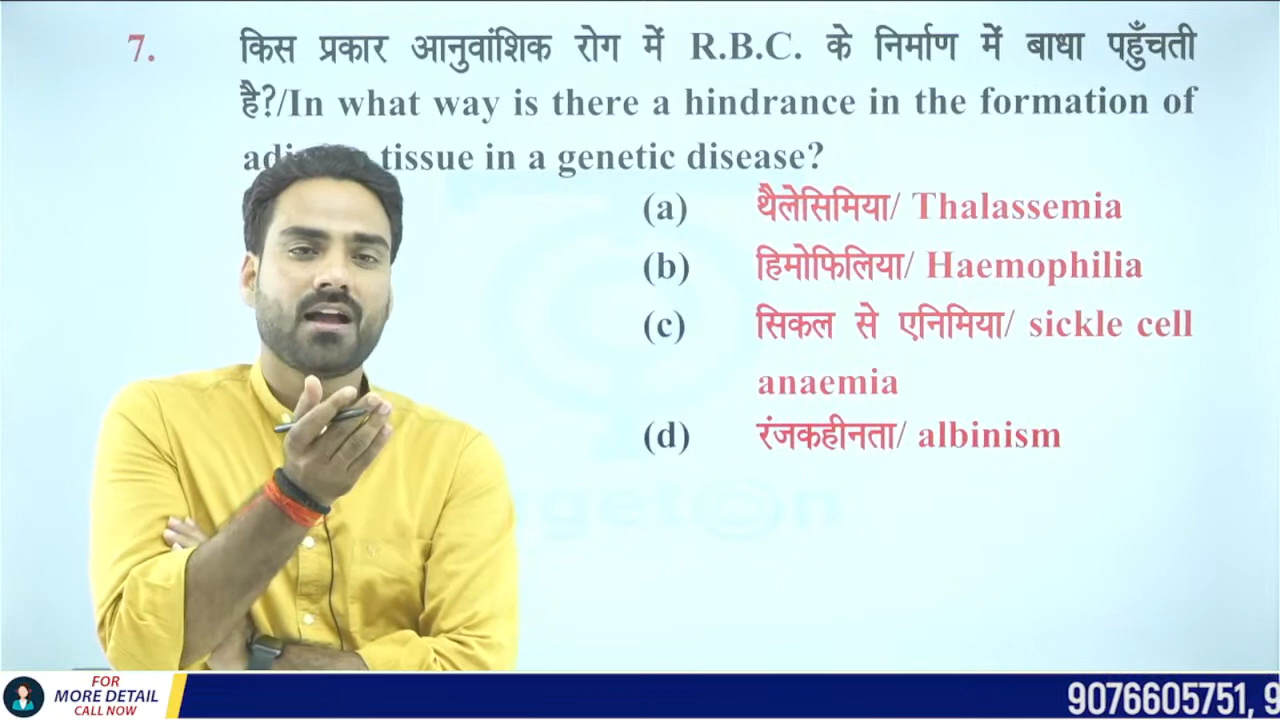 7. किस प्रकार आनुवांशिक रोग में R.B.C. के निर्माण में बाधा पहुँचती
है?/In what way is there a hindrance in the formation of
tissue in a genetic disease?
(a) थैलेसिमिया/ Thalassemia
(b) हिमोफिलिया/ Haemophilia
(c) सिकल से एनिमिया/ sickle cell
anaemia
(d) रंजकहीनता/ albinism
FOR
MORE DETAIL
CALL NOW
9076605751, 9